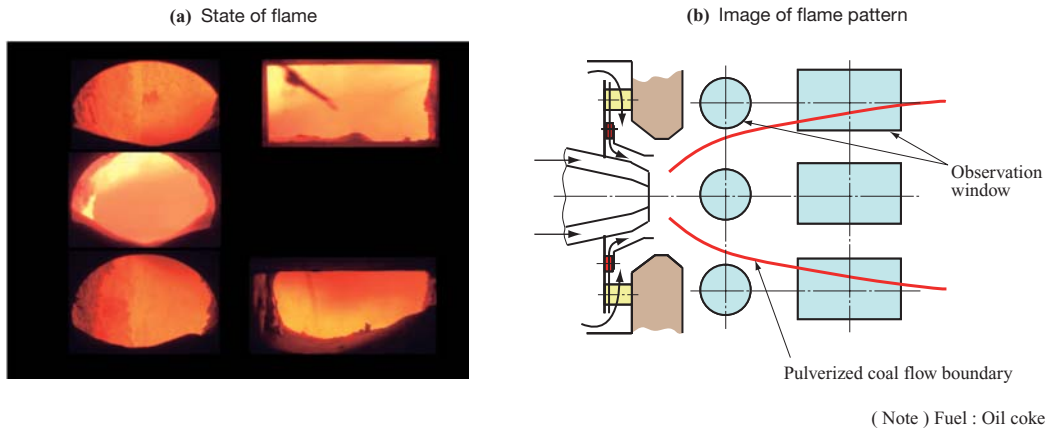 (a) State of flame
(b) Image of flame pattern
Observation
window
Pulverized coal flow boundary
( Note ) Fuel : Oil coke